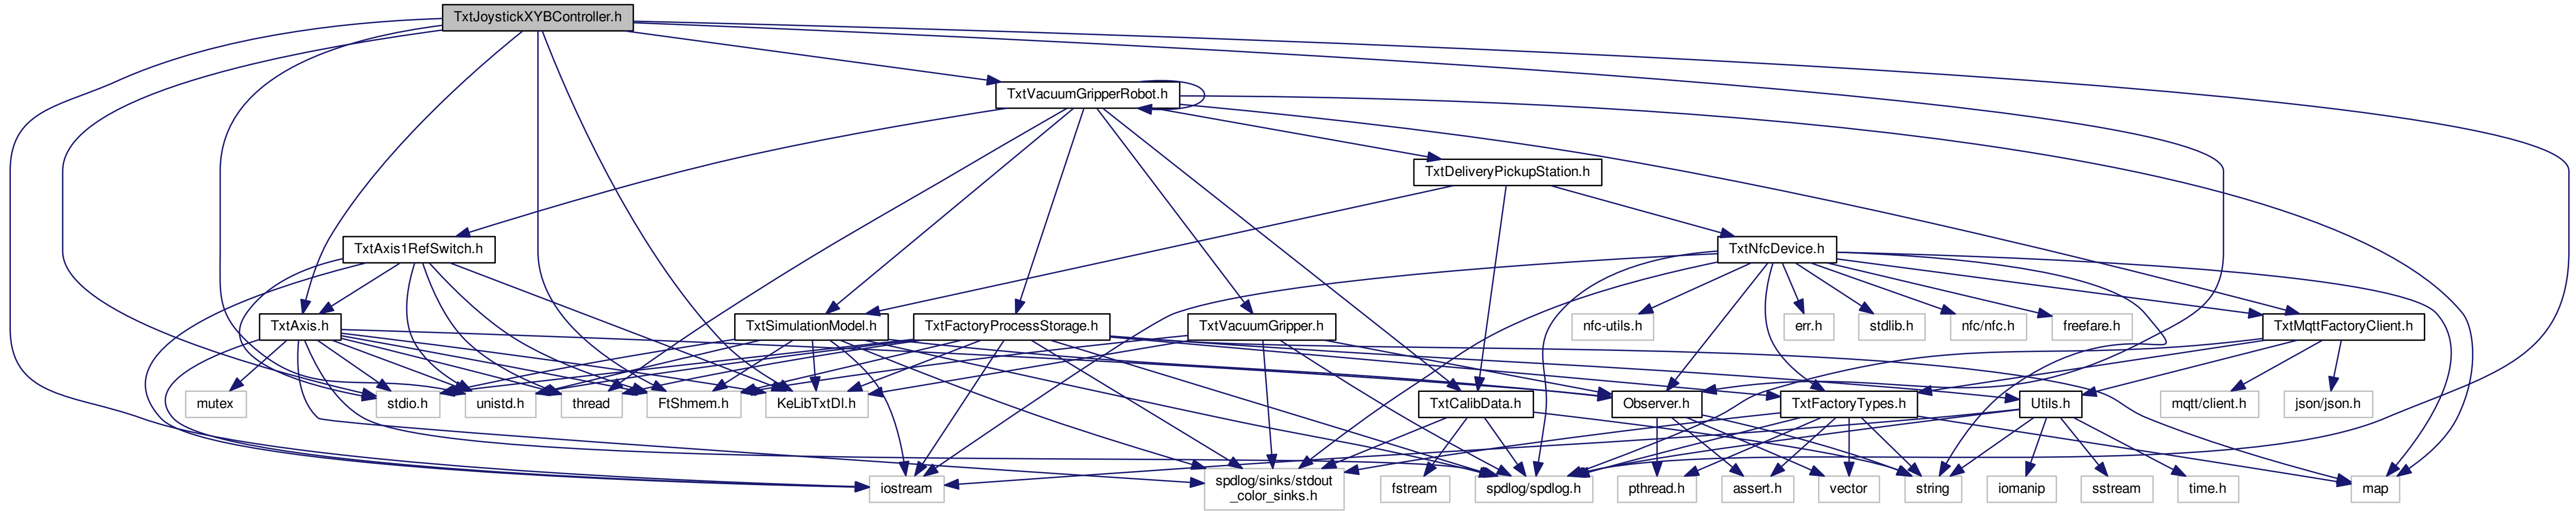 TxtJoystickXYBController.h
TxtVacuumGripperRobot.h
TxtDeliveryPickupStation.h
TxtAxis1RefSwitch.h
TxtNfcDevice.h
TxtAxis.h
TxtSimulationModel.h
TxtFactoryProcessStorage.h
TxtVacuumGripper.h
nfc-utils.h
err.h
stdlib.h
nfc/nfc.h
freefare.h
TxtMqttFactoryClient.h
mutex
stdio.h
unistd.h
thread
FtShmem.h
KeLibTxtDl.h
TxtCalibData.h
Observer.h
TxtFactoryTypes.h
Utils.h
mqtt/client.h
json/json.h
iostream
spdlog/sinks/stdout
_color_sinks.h
fstream
spdlog/spdlog.h
pthread.h
assert.h
vector
string
iomanip
sstream
time.h
map